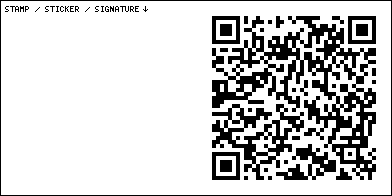 STAMP / STICKER / SIGNATURE ↓